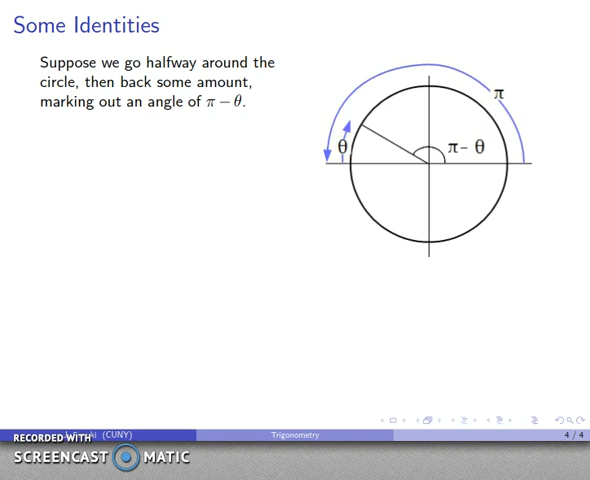 Some Identities
Suppose we go halfway around the
circle, then back some amount,
marking out an angle of π − θ.
π
θ
π- θ
(CUNY)
Trigonometry
4 / 4
RECORDED WITH
SCREENCAST MATIC